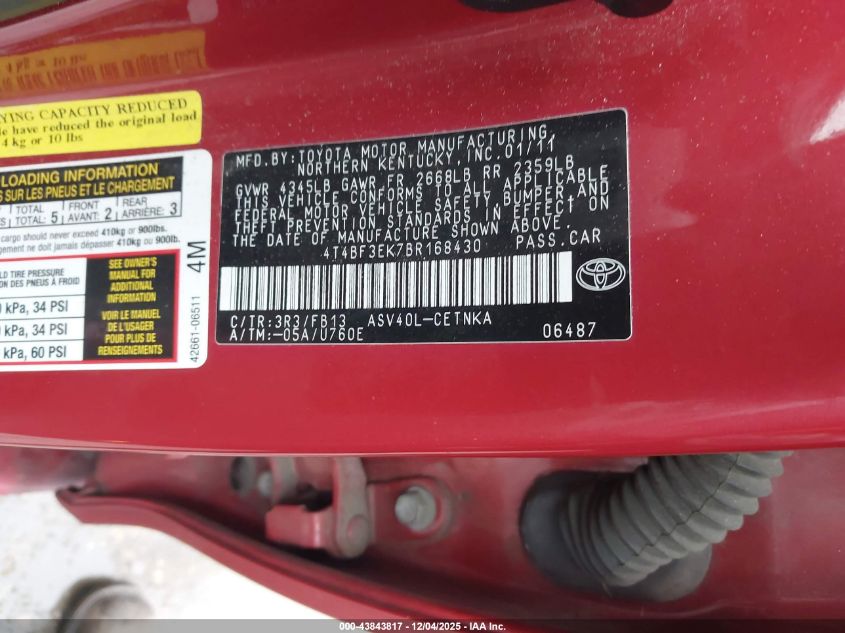 YING CAPACITY REDUCED
le have reduced the original load
4 kg or 10 lbs
LOADING INFORMATION
SUR LES PNEUS ET LE CHARGEMENT
TOTAL FRONT REAR
TOTAL: 5 AVANT: 2 ARRIÈRE: 3
cargo should never exceed 410kg or 900lbs.
gement ne doit jamais dépasser 410kg ou 900lb.
LD TIRE PRESSURE
ES PNEUS À FROID
kPa, 34 PSI
kPa, 34 PSI
kPa, 60 PSI
SEE OWNER'S
MANUAL FOR
ADDITIONAL
INFORMATION
VOIR LE MANUEL
DE L'USAGER
POUR PLUS DE
RENSEIGNEMENTS
42661-06511 4M
MFD.BY:TOYOTA MOTOR MANUFACTURING,
NORTHERN KENTUCKY,INC.01/11
GVWR 4345LB GAWR FR 2668LB RR 2359LB
THIS VEHICLE CONFORMS TO ALL APPLICABLE
FEDERAL MOTOR VEHICLE SAFETY, BUMPER, AND
THEFT PREVENTION STANDARDS IN EFFECT ON
THE DATE OF MANUFACTURE SHOWN ABOVE.
4T4BF3EK7BR168430 PASS.CAR
C/TR:3R3/FB13 ASV40L-CETNKA
A/TM:-05A/U760E 06487
000-43843817 - 12/04/2025 - IAA Inc.